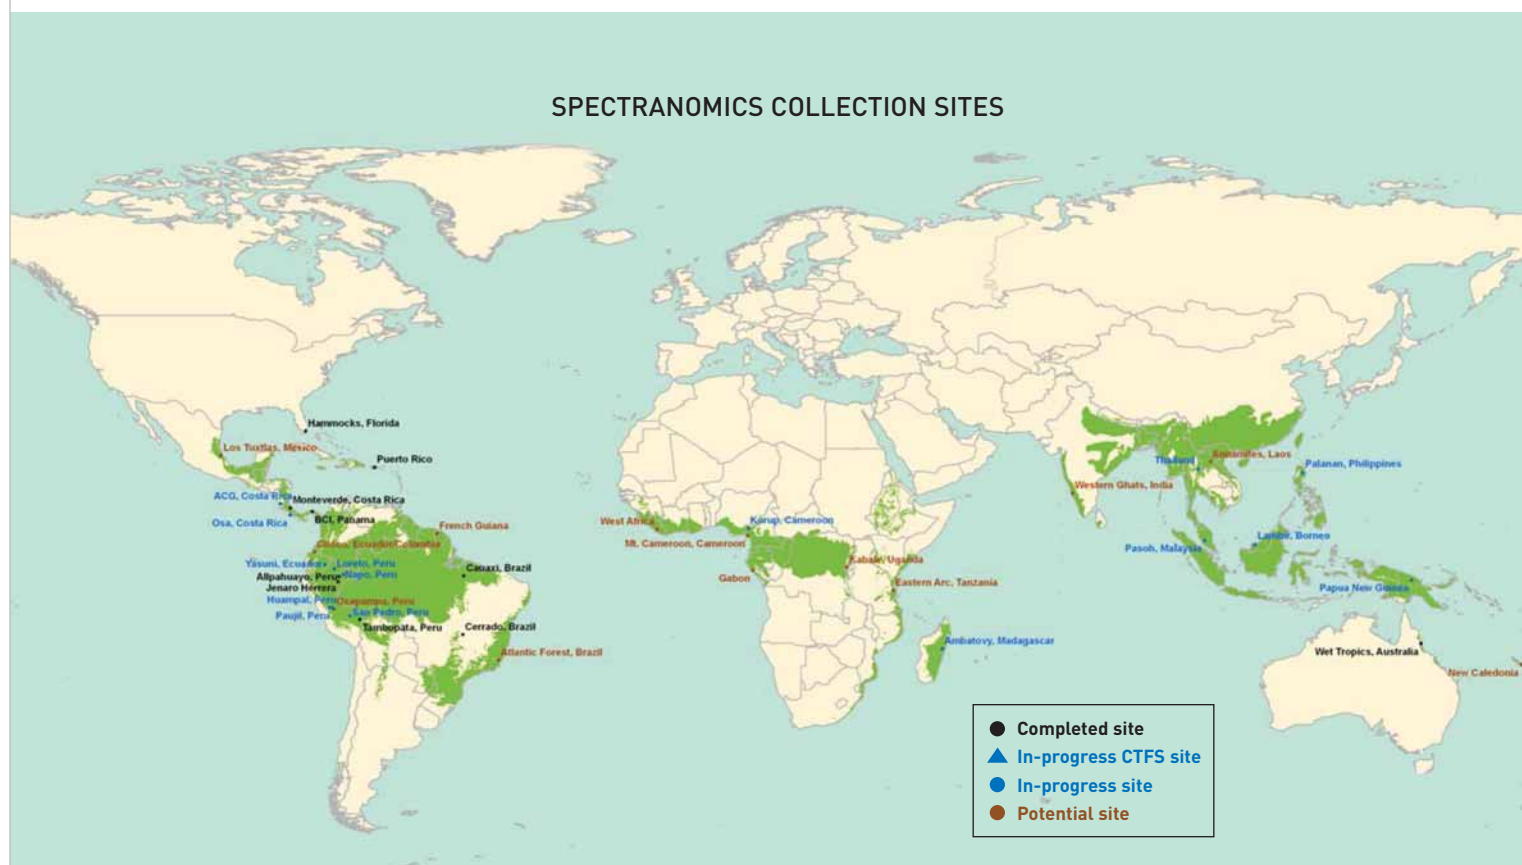 SPECTRANOMICS COLLECTION SITES
Hammocks, Florida
Los Tuxtlas, Mexico
Puerto Rico
ACG, Costa Rica
Monteverde, Costa Rica
BCI, Panama
Osa, Costa Rica
French Guiana
Ecuador/Colombia
Yasuni, Ecuador
Loreto, Peru
Allpahuayo, Peru
Napo, Peru
Jenaro Herrera
Cauaxi, Brazil
Huampal, Peru
Oxapampa, Peru
Paujil, Peru
San Pedro, Peru
Tambopata, Peru
Cerrado, Brazil
Atlantic Forest, Brazil
West Africa
Korup, Cameroon
Mt. Cameroon, Cameroon
Gabon
Kabale, Uganda
Eastern Arc, Tanzania
Ambatovy, Madagascar
Thailand
Annamites, Laos
Palanan, Philippines
Western Ghats, India
Pasoh, Malaysia
Lambir, Borneo
Papua New Guinea
Wet Tropics, Australia
New Caledonia
Completed site
In-progress CTFS site
In-progress site
Potential site